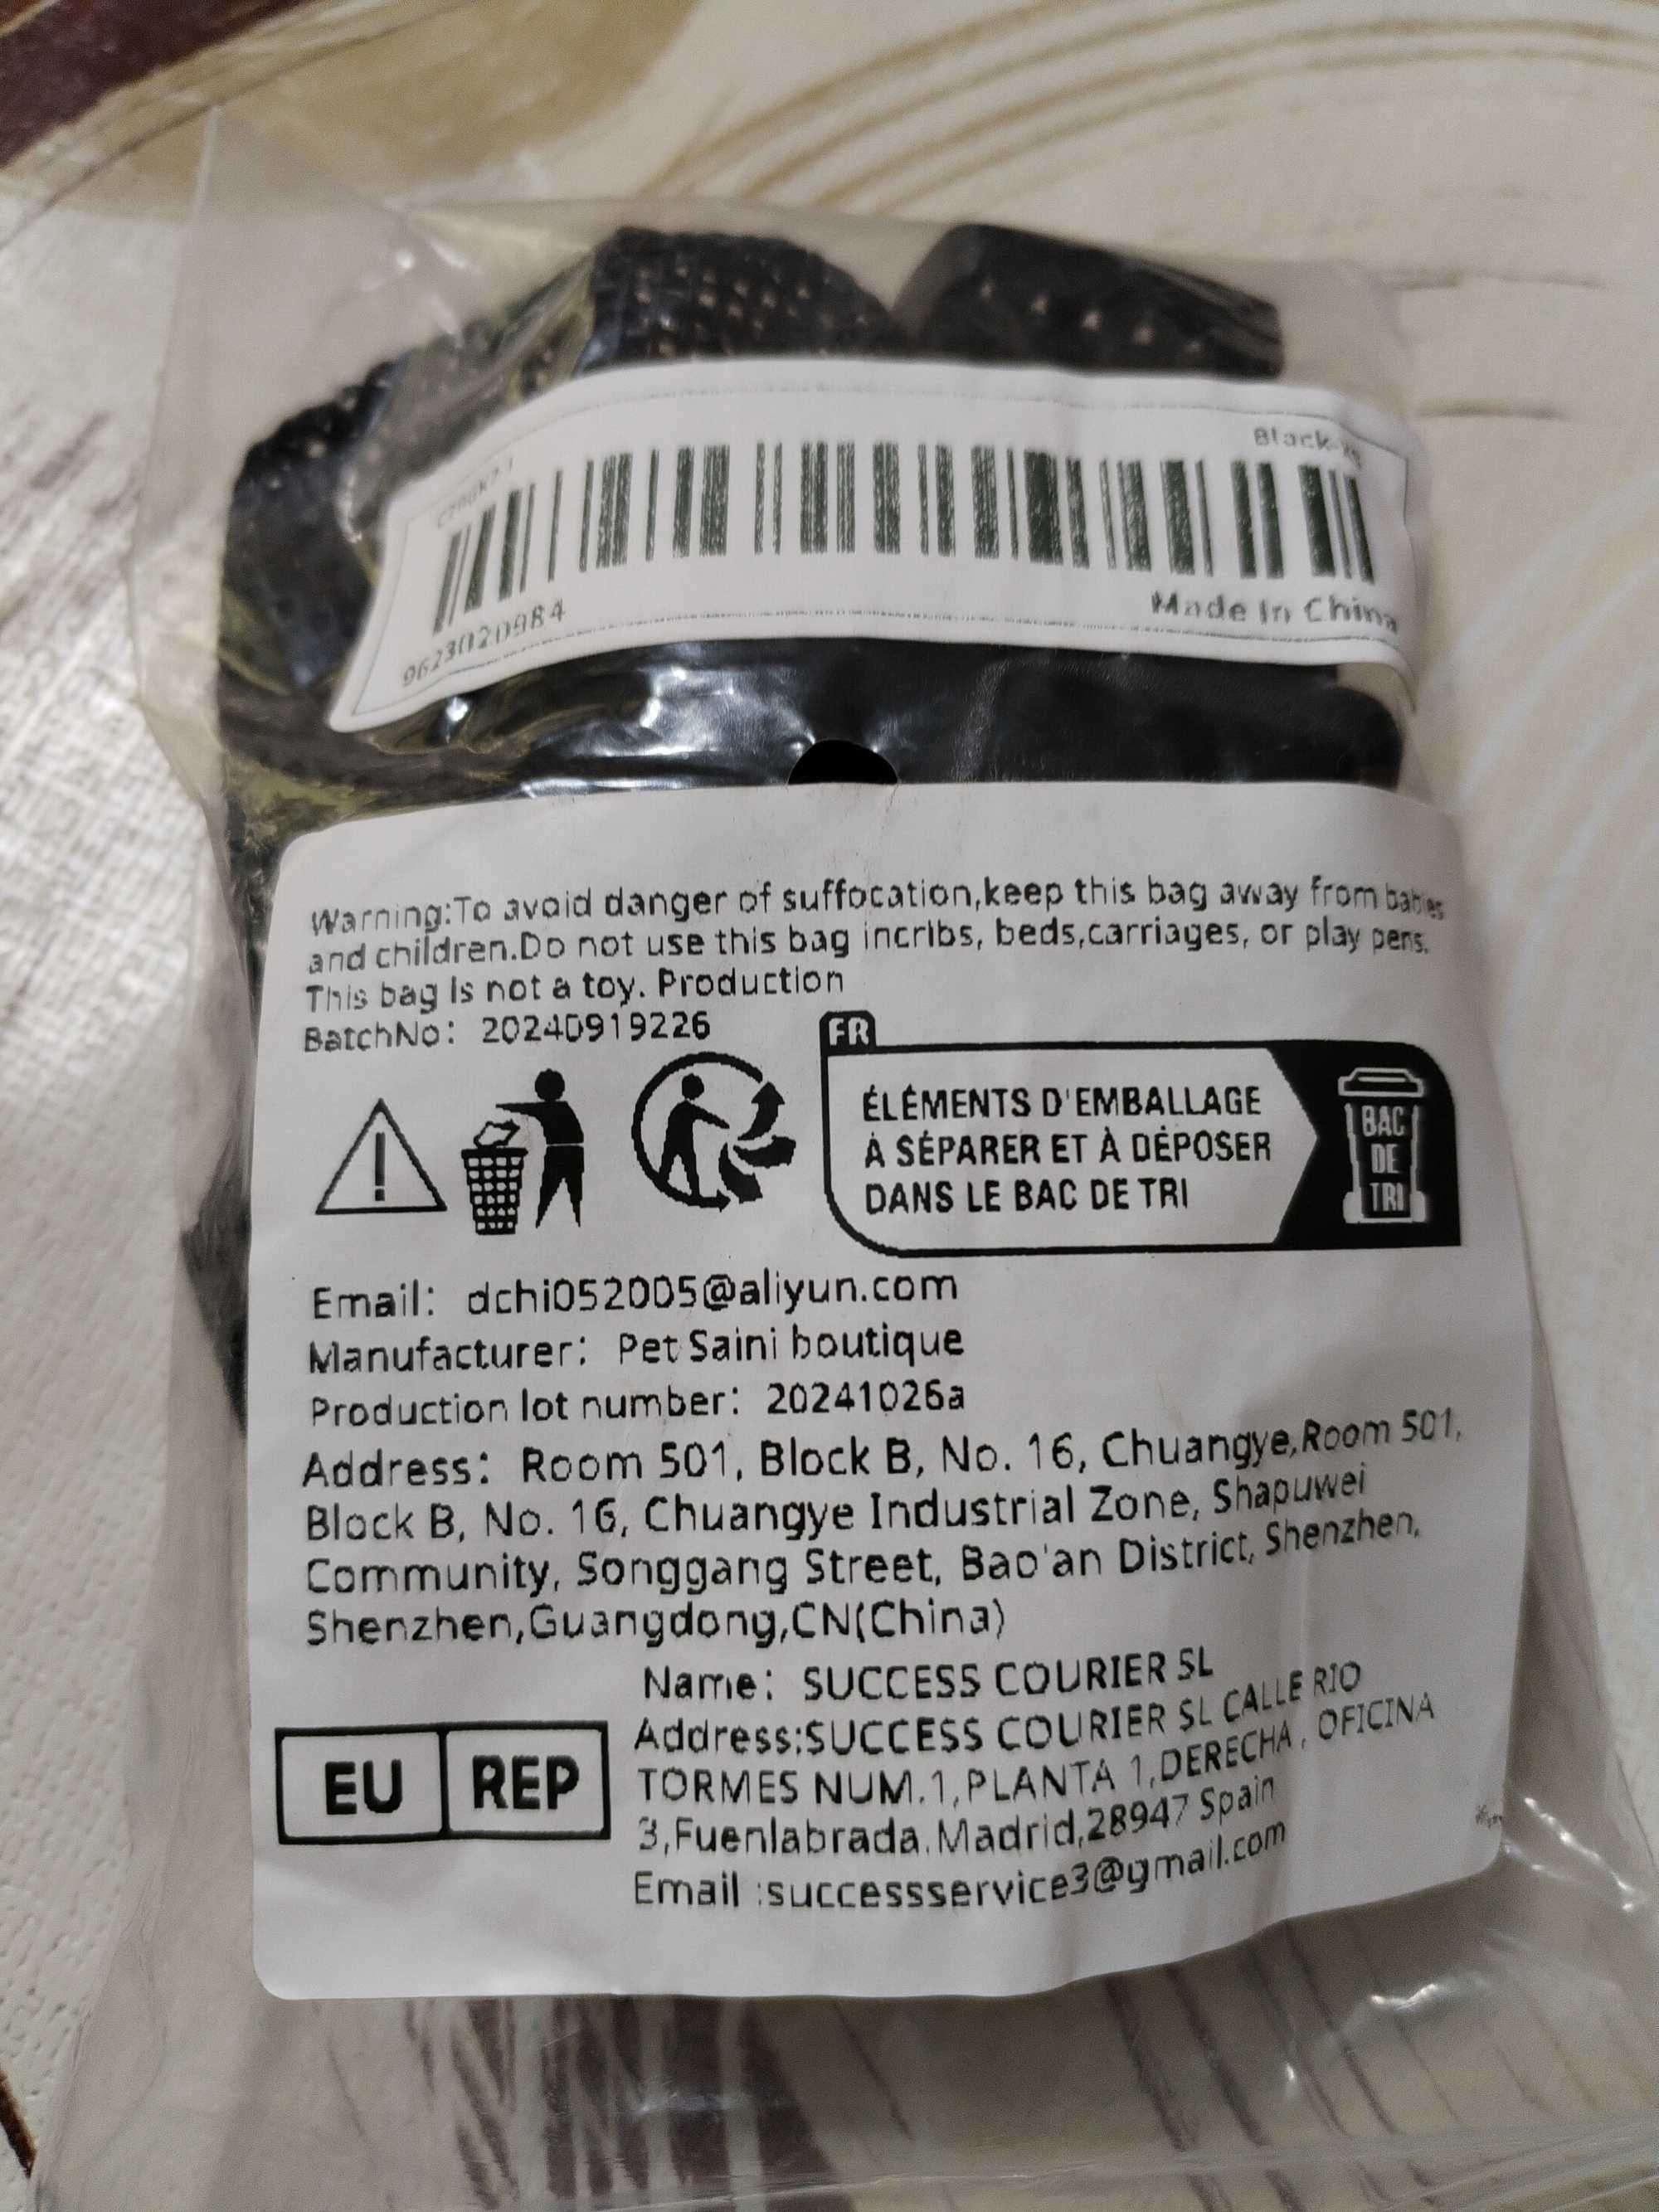 Black-XS
9623020984
Made In China
Warning:To avoid danger of suffocation,keep this bag away from babies
and children.Do not use this bag incribs, beds,carriages, or play pens.
This bag is not a toy. Production
BatchNo: 20240919226
FR
ÉLÉMENTS D'EMBALLAGE
À SÉPARER ET À DÉPOSER
DANS LE BAC DE TRI
BAC
DE
TRI
Email: dchi052005@aliyun.com
Manufacturer: Pet Saini boutique
Production lot number: 20241026a
Address: Room 501, Block B, No. 16, Chuangye,Room 501,
Block B, No. 16, Chuangye Industrial Zone, Shapuwei
Community, Songgang Street, Bao'an District, Shenzhen,
Shenzhen,Guangdong,CN(China)
EU REP
Name: SUCCESS COURIER SL
Address:SUCCESS COURIER SL CALLE RIO
TORMES NUM.1,PLANTA 1,DERECHA, OFICINA
3,Fuenlabrada,Madrid,28947 Spain
Email :successservice3@gmail.com